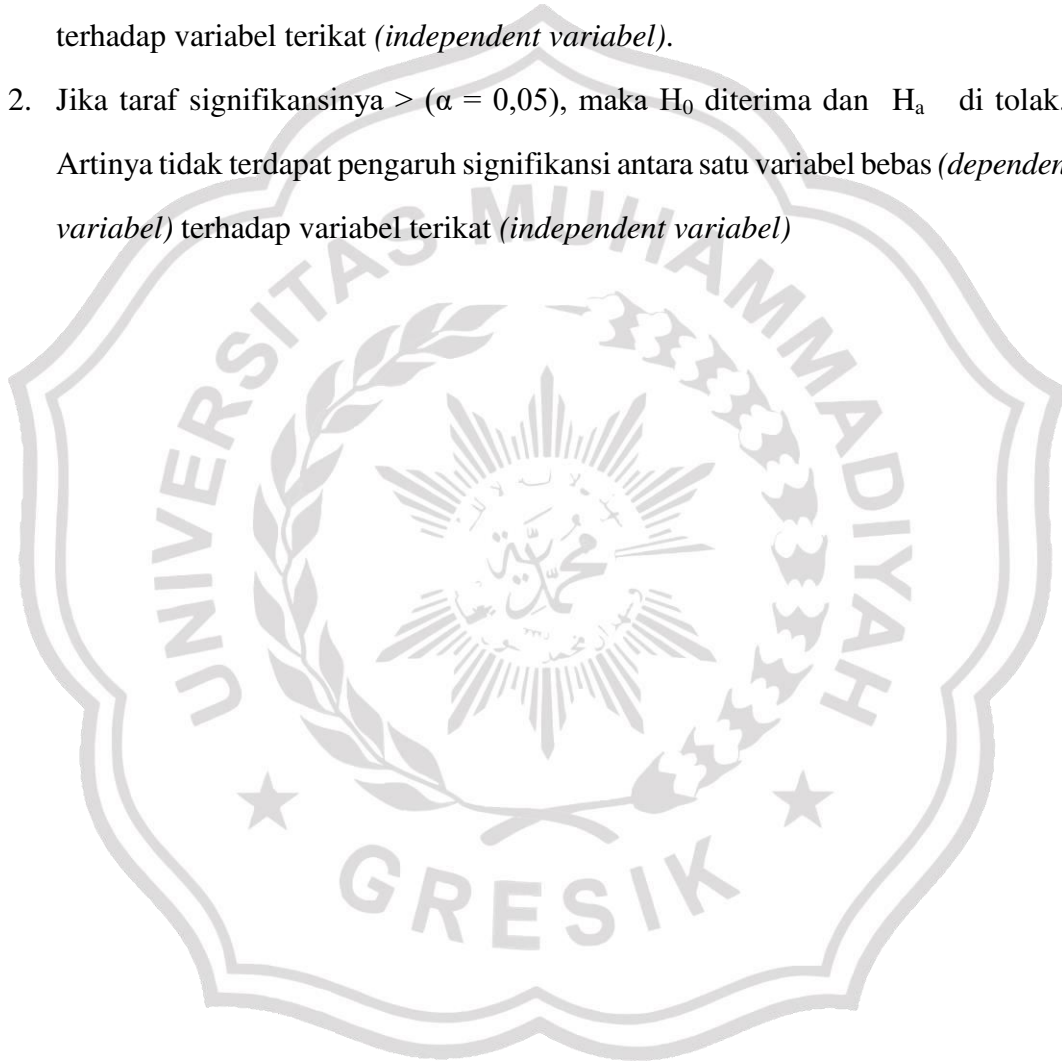 terhadap variabel terikat (independent variabel).
2. Jika taraf signifikansinya > (α = 0,05), maka H₀ diterima dan Hₐ di tolak.
Artinya tidak terdapat pengaruh signifikansi antara satu variabel bebas (dependen
variabel) terhadap variabel terikat (independent variabel)
UNIVERSITAS MUHAMMADIYAH
محمد
GRESIK